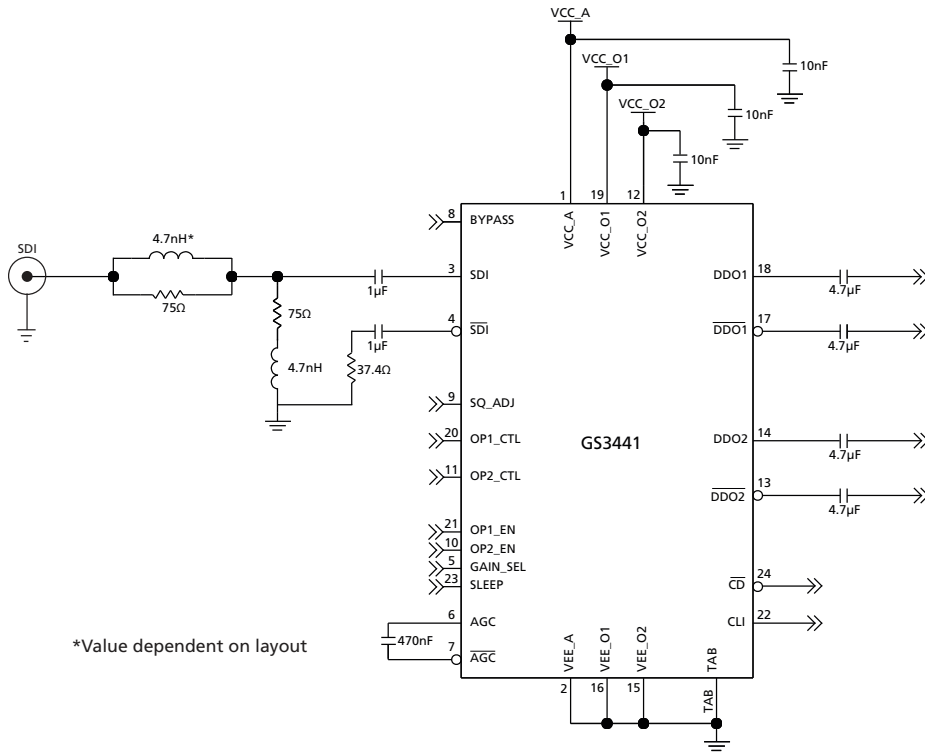 VCC_A
10nF
VCC_O1
10nF
VCC_O2
10nF
1
19
12
VCC_A
VCC_O1
VCC_O2
8
BYPASS
SDI
4.7nH*
75Ω
1µF
3
SDI
75Ω
4.7nH
37.4Ω
1µF
4
SDI
9
SQ_ADJ
20
OP1_CTL
11
OP2_CTL
21
OP1_EN
10
OP2_EN
5
GAIN_SEL
23
SLEEP
6
AGC
470nF
7
AGC
GS3441
DDO1
18
4.7µF
DDO1
17
4.7µF
DDO2
14
4.7µF
DDO2
13
4.7µF
CD
24
CLI
22
VEE_A
VEE_O1
VEE_O2
TAB
2
16
15
TAB
*Value dependent on layout